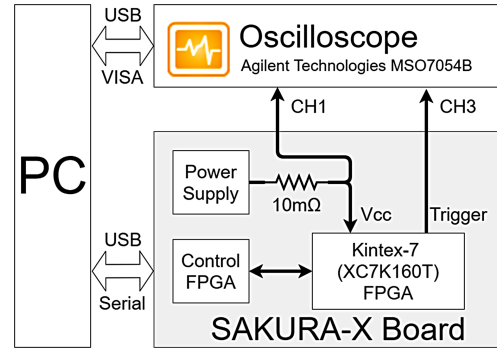 PC
USB
VISA
Oscilloscope
Agilent Technologies MSO7054B
CH1
CH3
Power
Supply
10mΩ
Vcc
Trigger
USB
Serial
Control
FPGA
Kintex-7
(XC7K160T)
FPGA
SAKURA-X Board